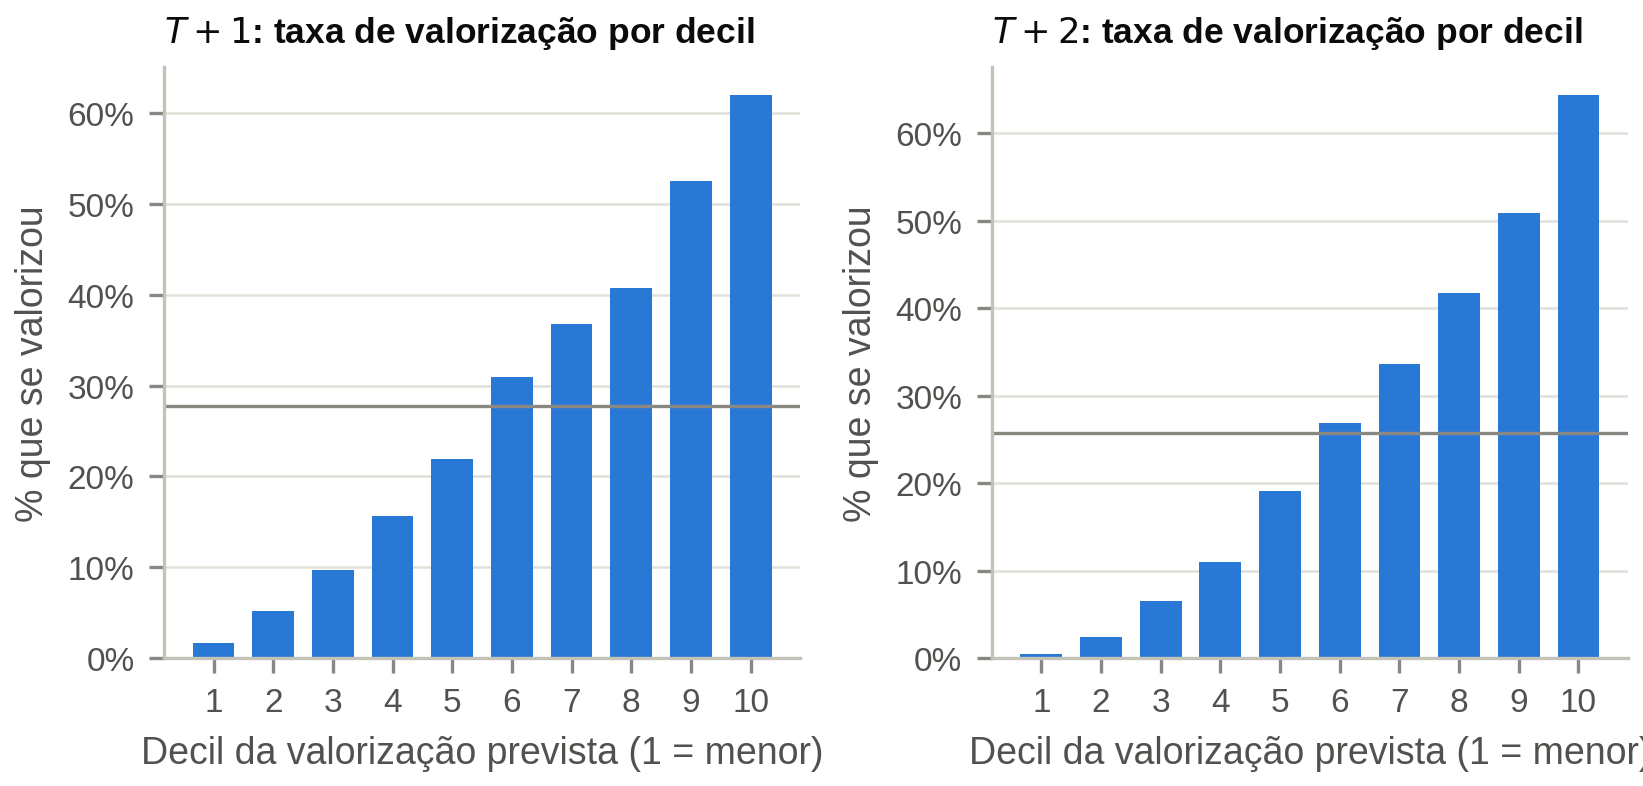 T + 1: taxa de valorização por decil
% que se valorizou
60%
50%
40%
30%
20%
10%
0%
1 2 3 4 5 6 7 8 9 10
Decil da valorização prevista (1 = menor)
T + 2: taxa de valorização por decil
% que se valorizou
60%
50%
40%
30%
20%
10%
0%
1 2 3 4 5 6 7 8 9 10
Decil da valorização prevista (1 = menor)